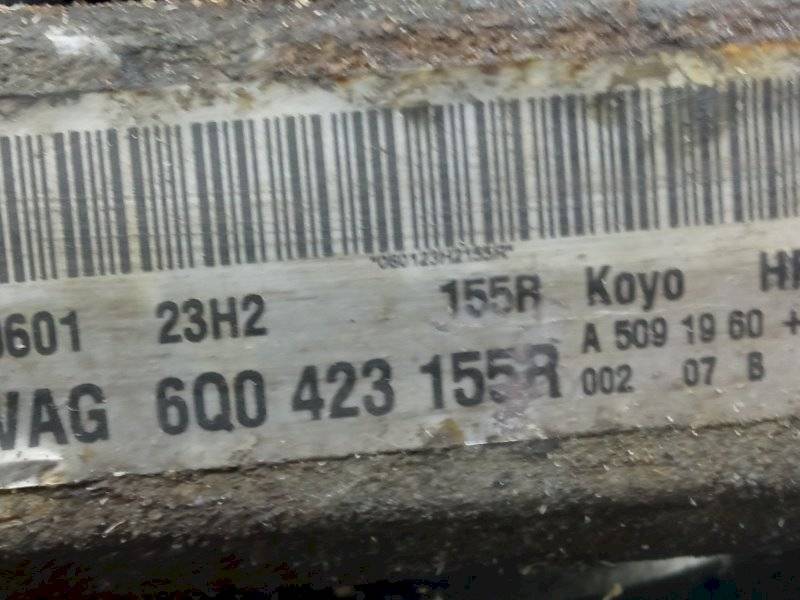 *060123H2155R*
0601 23H2 155R Koyo
A 509 19 60 +
VAG 6Q0 423 155R 002 07 B